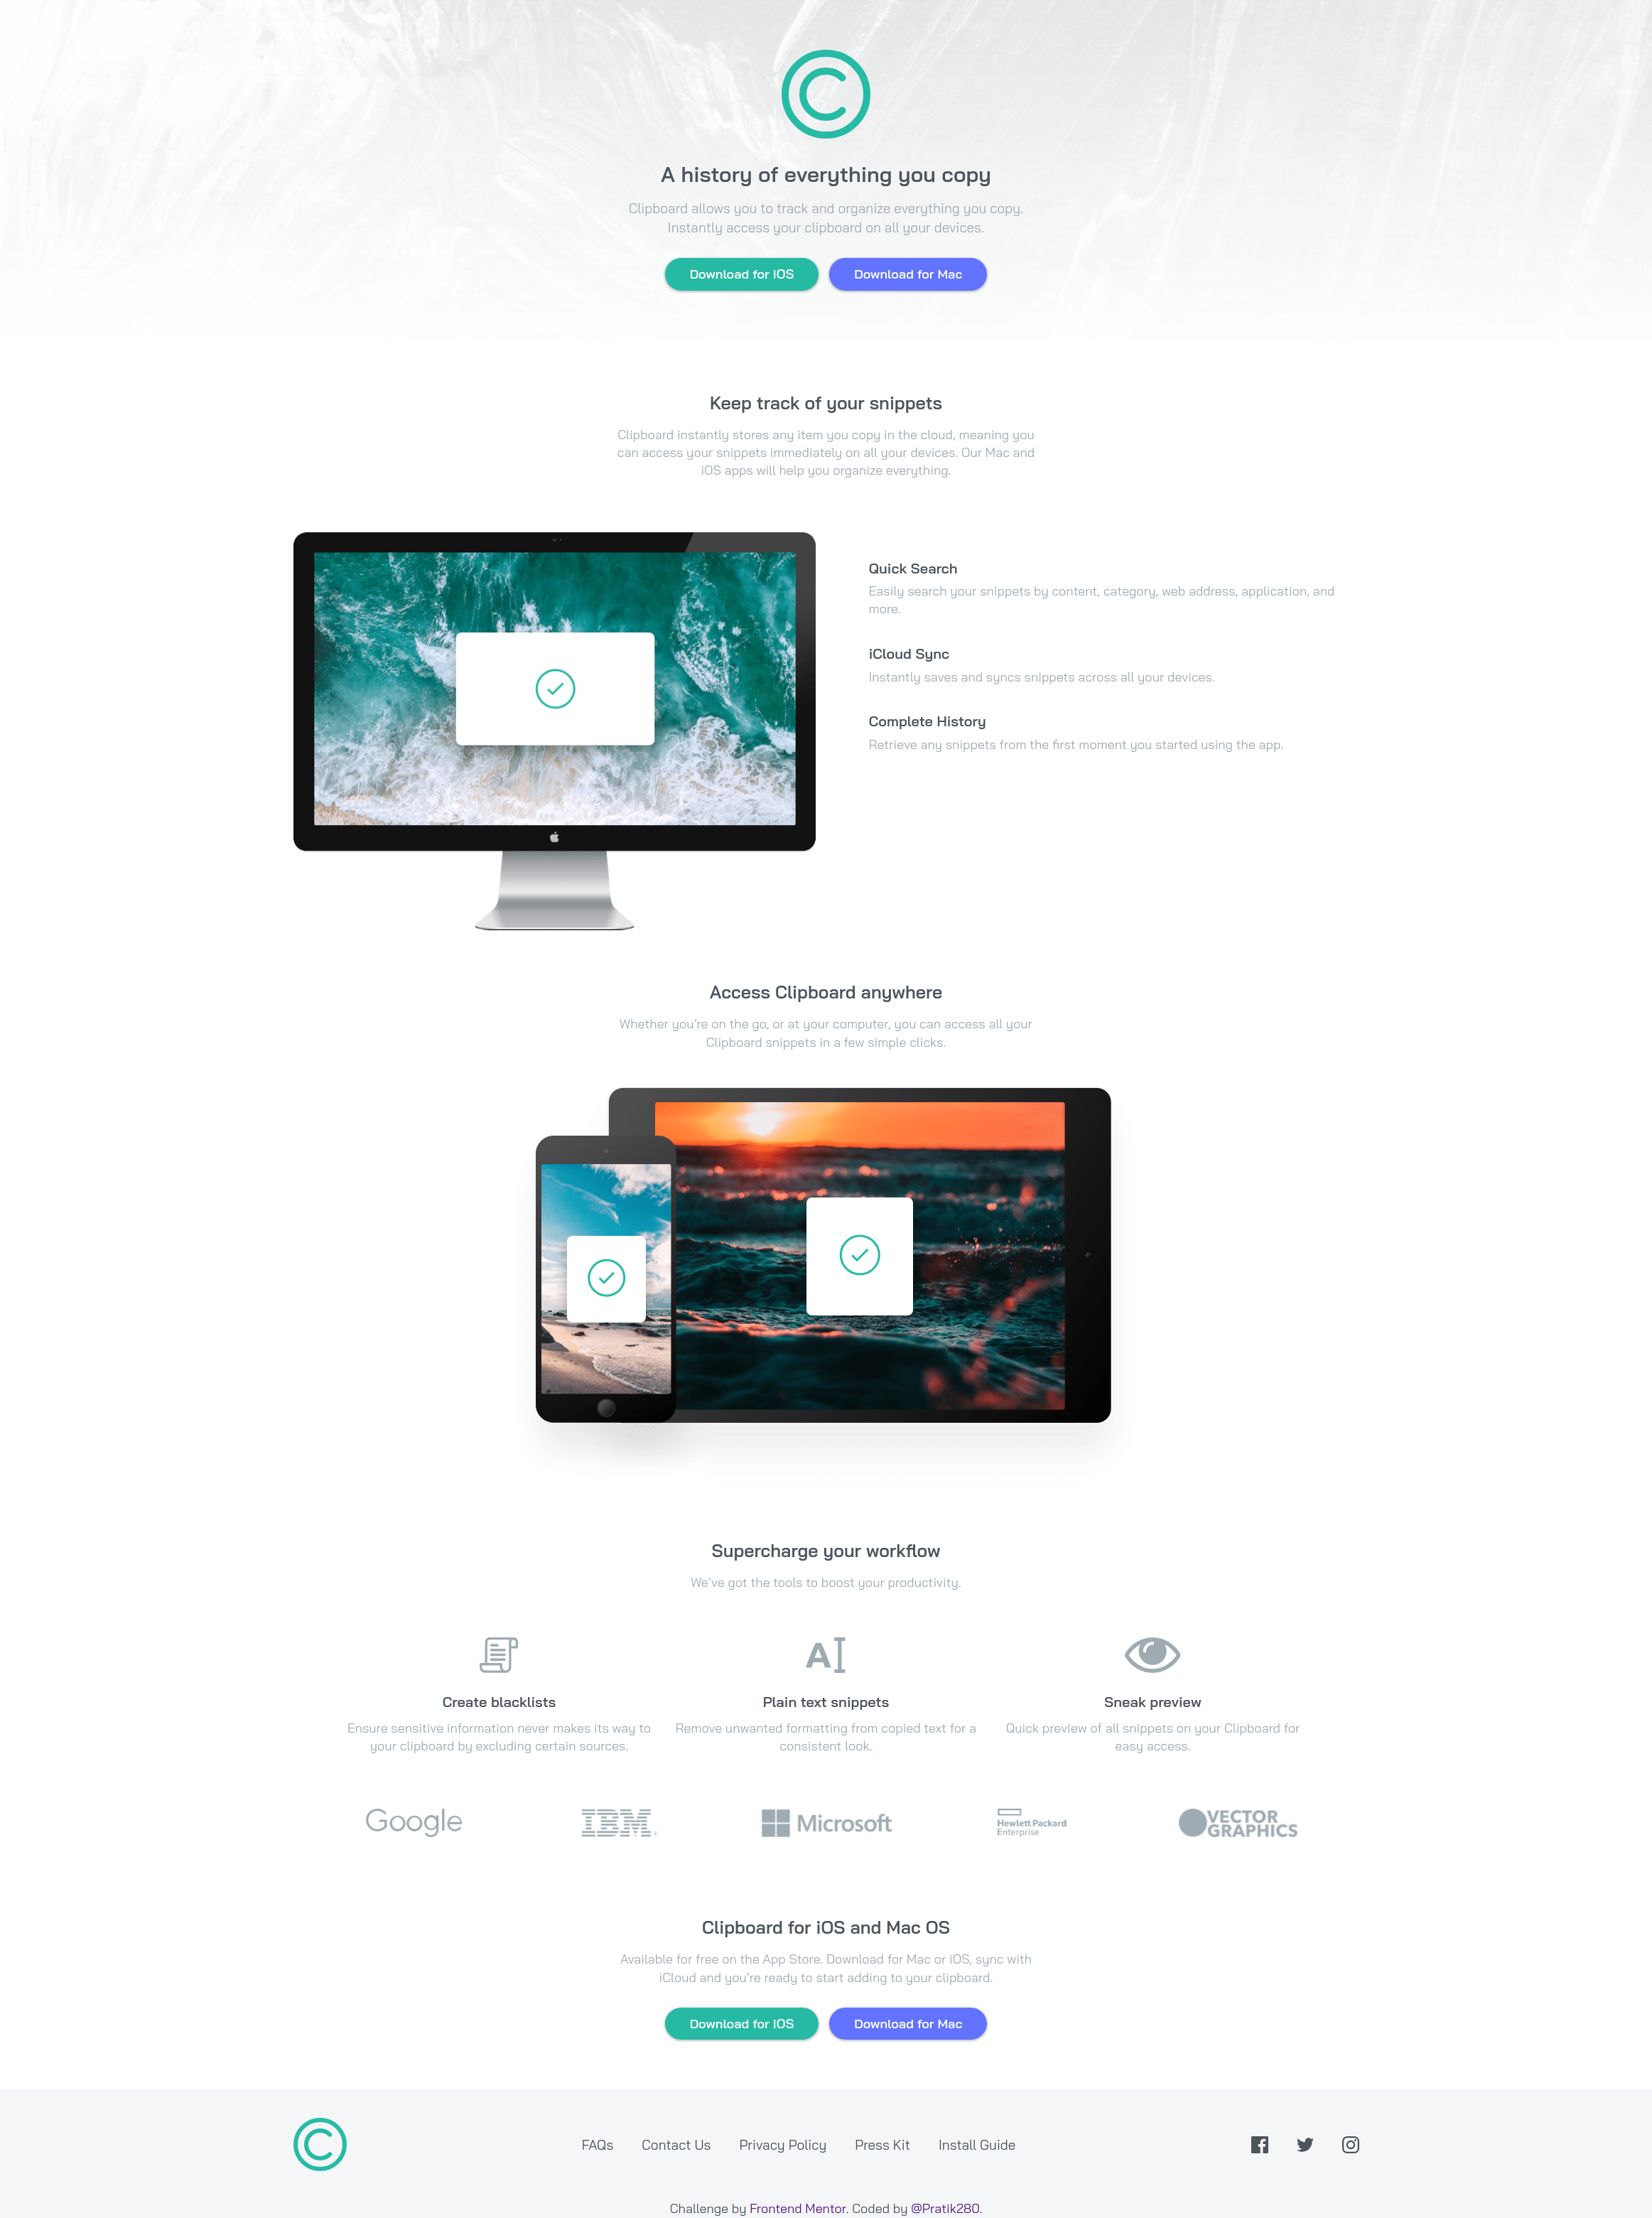 A history of everything you copy
Clipboard allows you to track and organize everything you copy.
Instantly access your clipboard on all your devices.
Download for iOS
Download for Mac
Keep track of your snippets
Clipboard instantly stores any item you copy in the cloud, meaning you
can access your snippets immediately on all your devices. Our Mac and
iOS apps will help you organize everything.
Quick Search
Easily search your snippets by content, category, web address, application, and
more.
iCloud Sync
Instantly saves and syncs snippets across all your devices.
Complete History
Retrieve any snippets from the first moment you started using the app.
Access Clipboard anywhere
Whether you’re on the go, or at your computer, you can access all your
Clipboard snippets in a few simple clicks.
Supercharge your workflow
We’ve got the tools to boost your productivity.
Create blacklists
Ensure sensitive information never makes its way to
your clipboard by excluding certain sources.
Plain text snippets
Remove unwanted formatting from copied text for a
consistent look.
Sneak preview
Quick preview of all snippets on your Clipboard for
easy access.
Google
IBM
Microsoft
Hewlett Packard
Enterprise
VECTOR
GRAPHICS
Clipboard for iOS and Mac OS
Available for free on the App Store. Download for Mac or iOS, sync with
iCloud and you’re ready to start adding to your clipboard.
Download for iOS
Download for Mac
FAQs
Contact Us
Privacy Policy
Press Kit
Install Guide
Challenge by Frontend Mentor. Coded by @Pratik280.